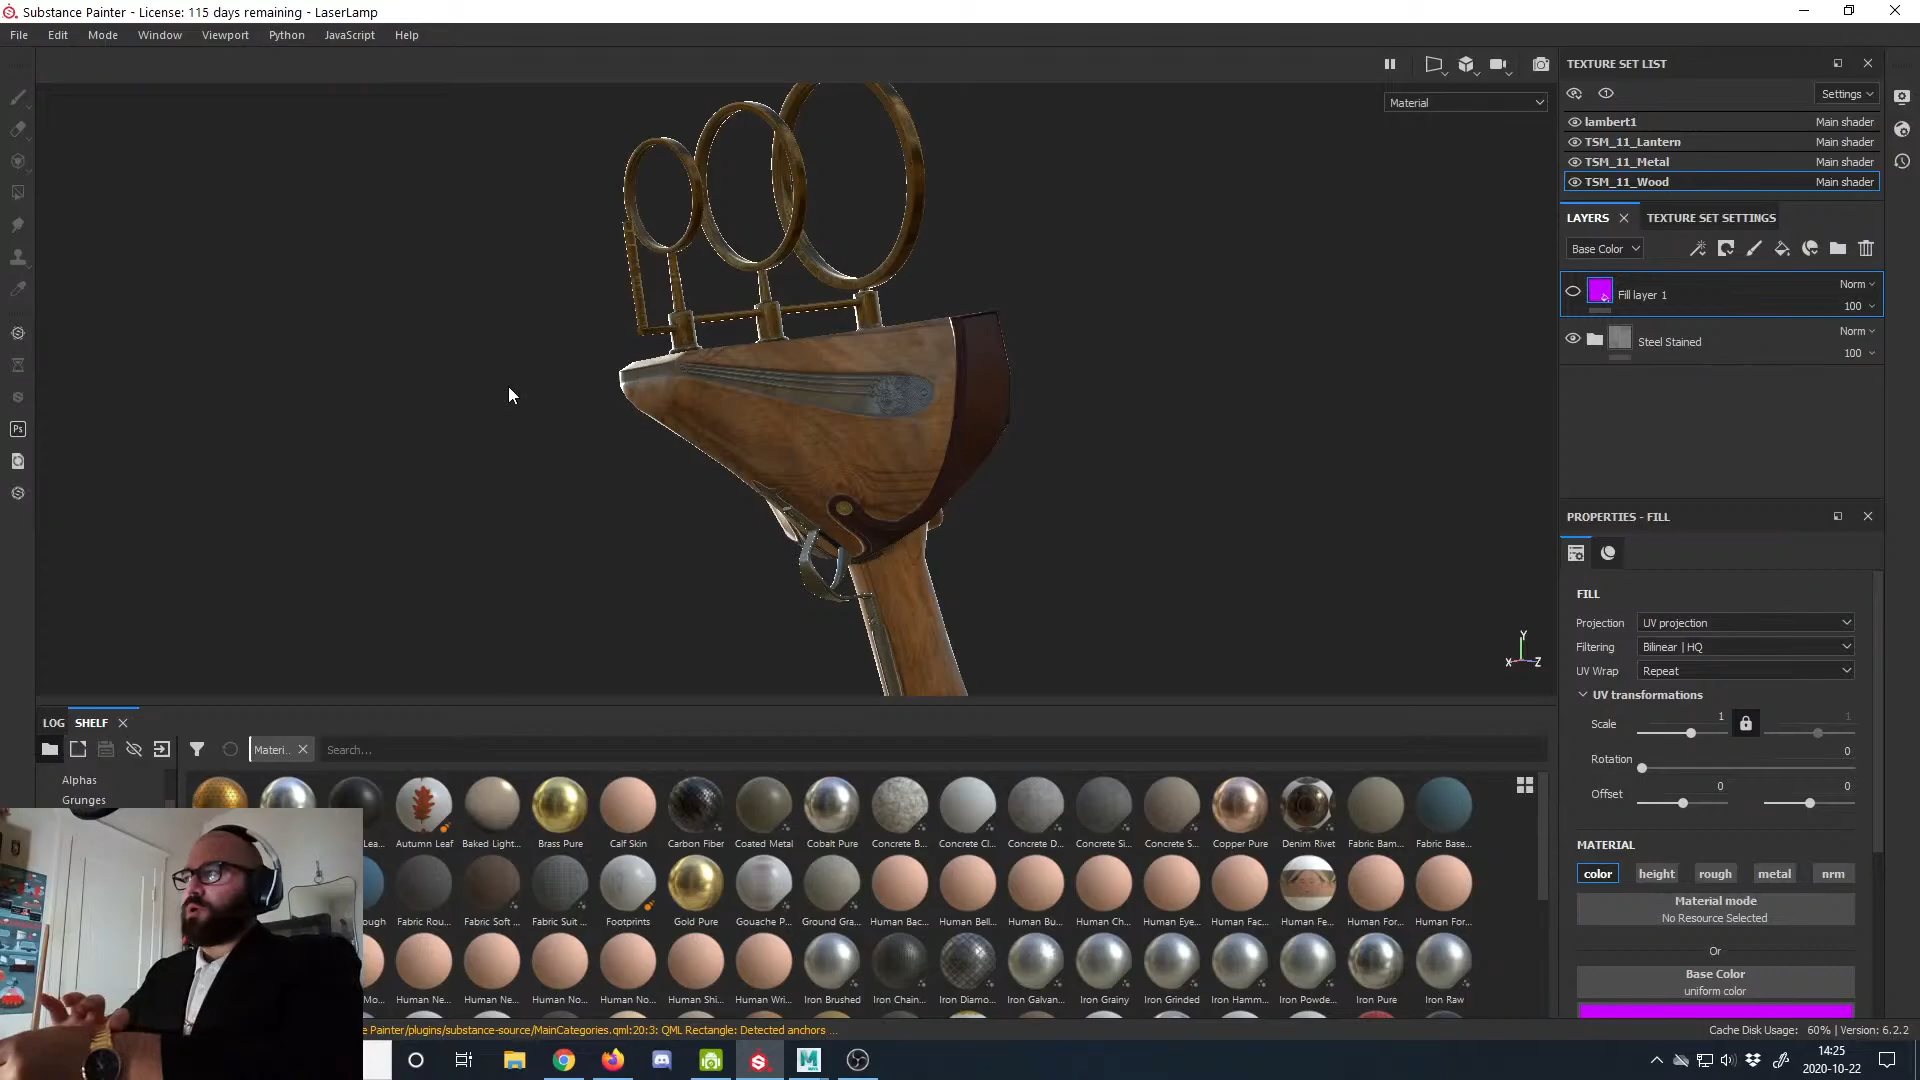 Substance Painter - License: 115 days remaining - LaserLamp
File Edit Mode Window Viewport Python JavaScript Help
Material
TEXTURE SET LIST
Settings
lambert1 Main shader
TSM_11_Lantern Main shader
TSM_11_Metal Main shader
TSM_11_Wood Main shader
LAYERS TEXTURE SET SETTINGS
Base Color
Fill layer 1 Norm 100
Steel Stained Norm 100
PROPERTIES - FILL
FILL
Projection UV projection
Filtering Bilinear | HQ
UV Wrap Repeat
UV transformations
Scale 1 1
Rotation 0
Offset 0 0
MATERIAL
color height rough metal nrm
Material mode
No Resource Selected
Or
Base Color
uniform color
Y
X Z
Ps
LOG SHELF
Materi... Search...
Alphas
Grunges
Lea... Autumn Leaf Baked Light... Brass Pure Calf Skin Carbon Fiber Coated Metal Cobalt Pure Concrete B... Concrete Cl... Concrete D... Concrete Si... Concrete S... Copper Pure Denim Rivet Fabric Bam... Fabric Base...
ough Fabric Rou... Fabric Soft ... Fabric Suit ... Footprints Gold Pure Gouache P... Ground Gra... Human Bac... Human Bell... Human Bu... Human Ch... Human Eye... Human Fac... Human Fe... Human For... Human For...
Mo... Human Ne... Human Ne... Human No... Human No... Human Shi... Human Wri... Iron Brushed Iron Chain... Iron Diamo... Iron Galvan... Iron Grainy Iron Grinded Iron Hamm... Iron Powde... Iron Pure Iron Raw
e Painter/plugins/substance-source/MainCategories.qml:20:3: QML Rectangle: Detected anchors ...
Cache Disk Usage: 60% | Version: 6.2.2
14:25
2020-10-22